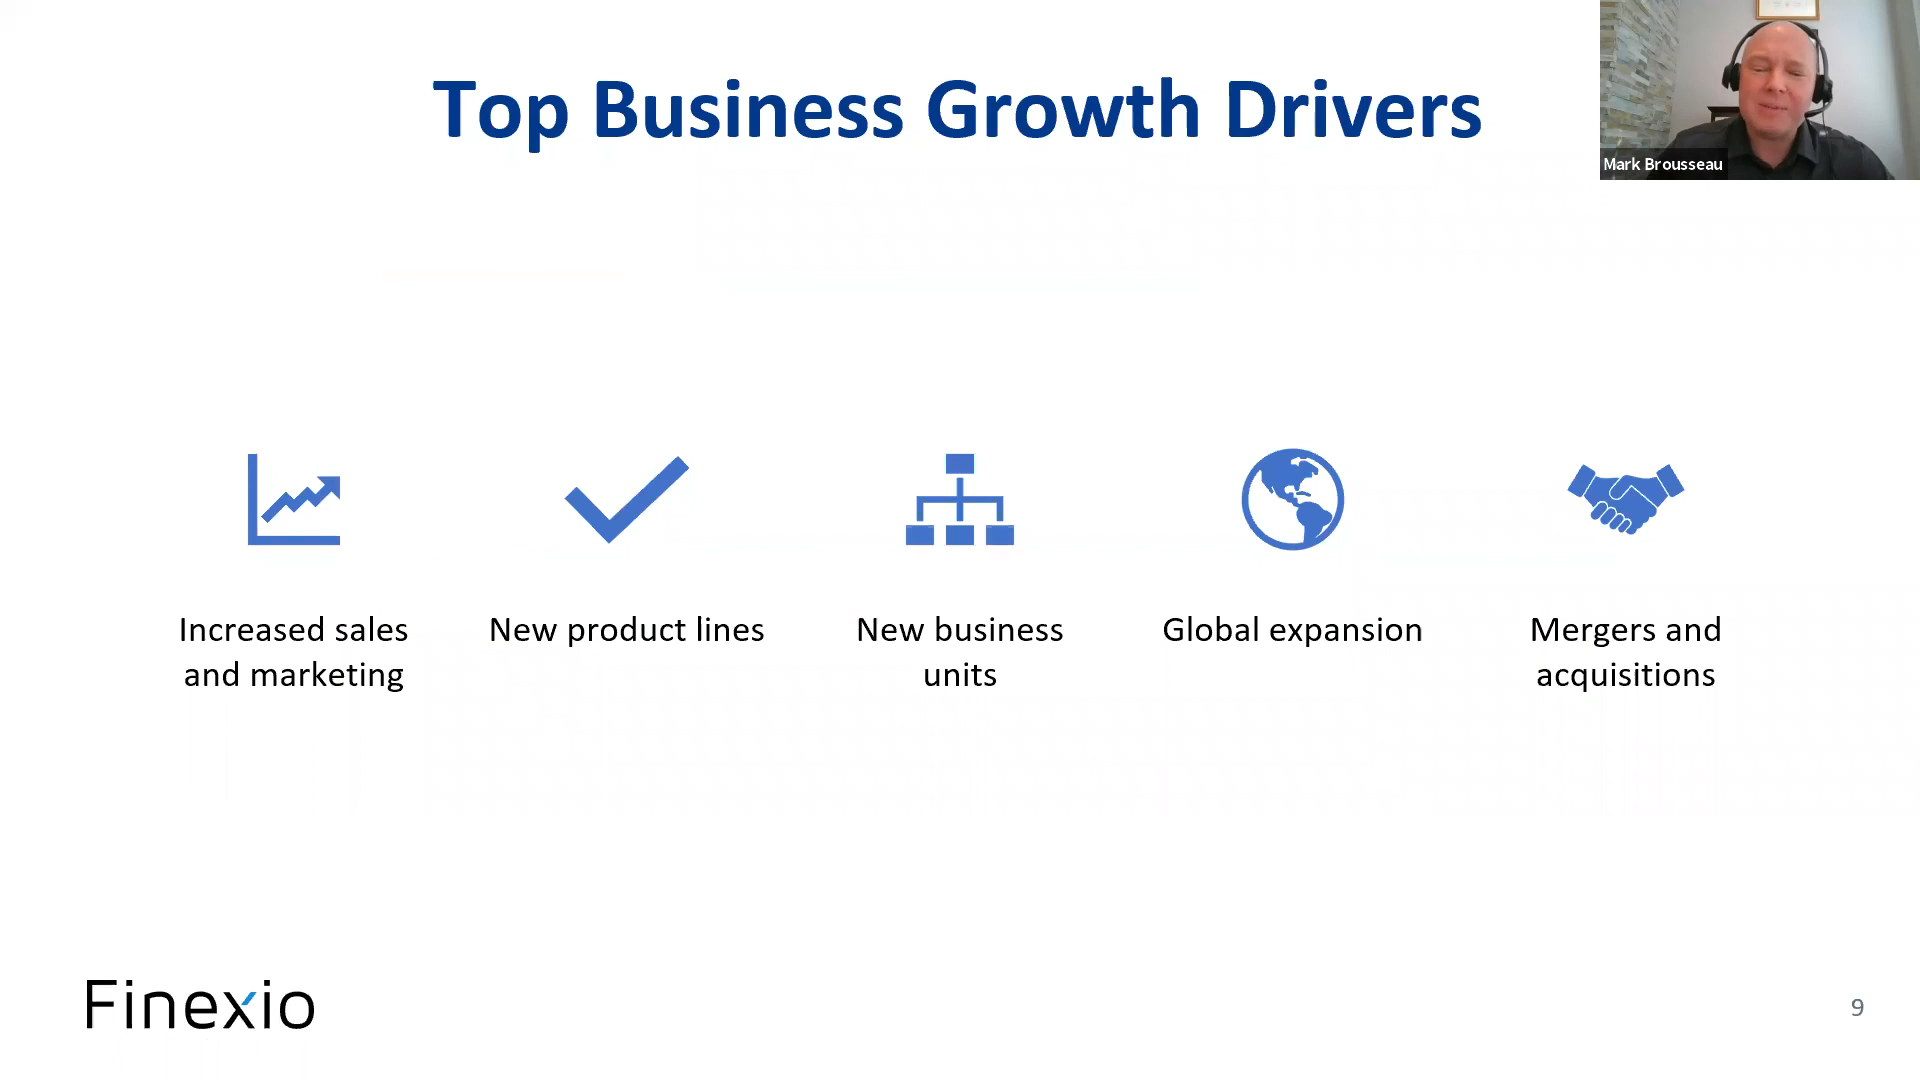 Top Business Growth Drivers
Mark Brousseau
Increased sales
and marketing
New product lines
New business
units
Global expansion
Mergers and
acquisitions
Finexio
9